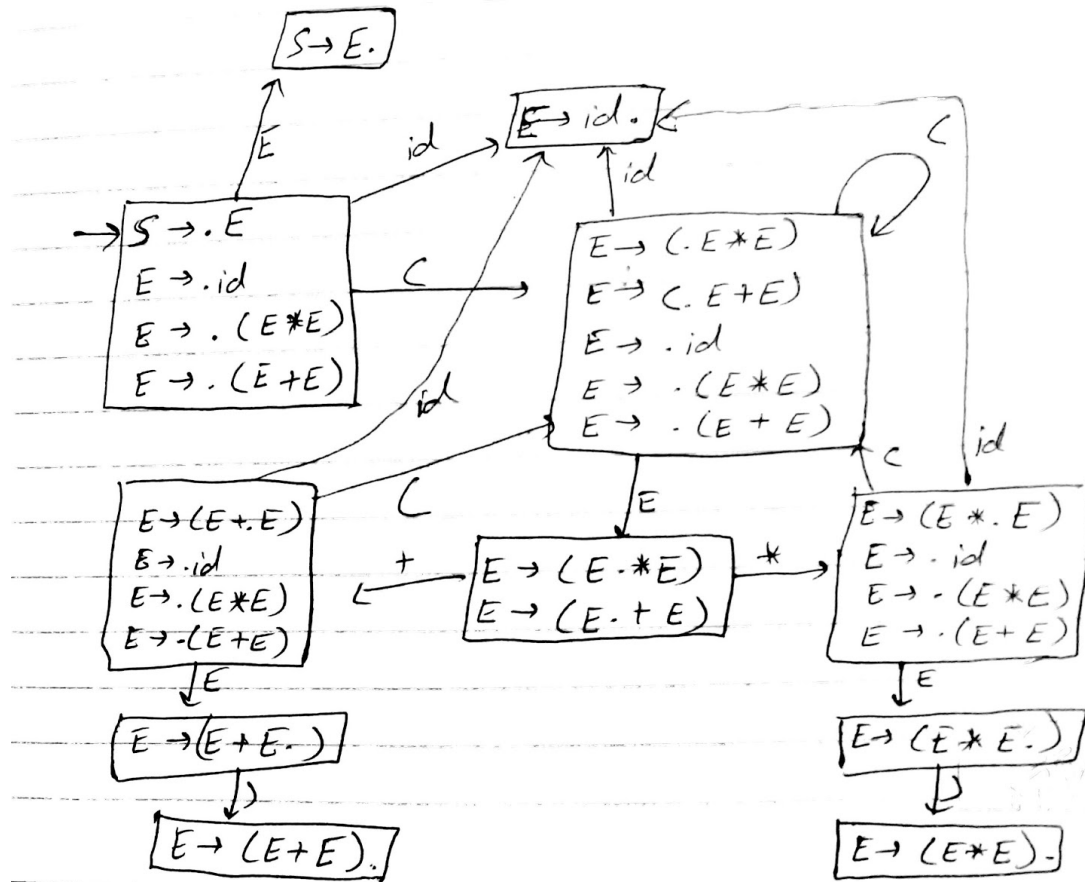 S → E.
E
id
E → id.
C
id
S → .E
E → .id
E → .(E*E)
E → .(E+E)
C
E → (.E*E)
E → (.E+E)
E → .id
E → .(E*E)
E → .(E+E)
id
C
C
id
E
E → (E+.E)
E → .id
E → .(E*E)
E → .(E+E)
+
E → (E.*E)
E → (E.+E)
*
E → (E*.E)
E → .id
E → .(E*E)
E → .(E+E)
E
E
E → (E+E.)
E → (E*E.)
)
)
E → (E+E).
E → (E*E).